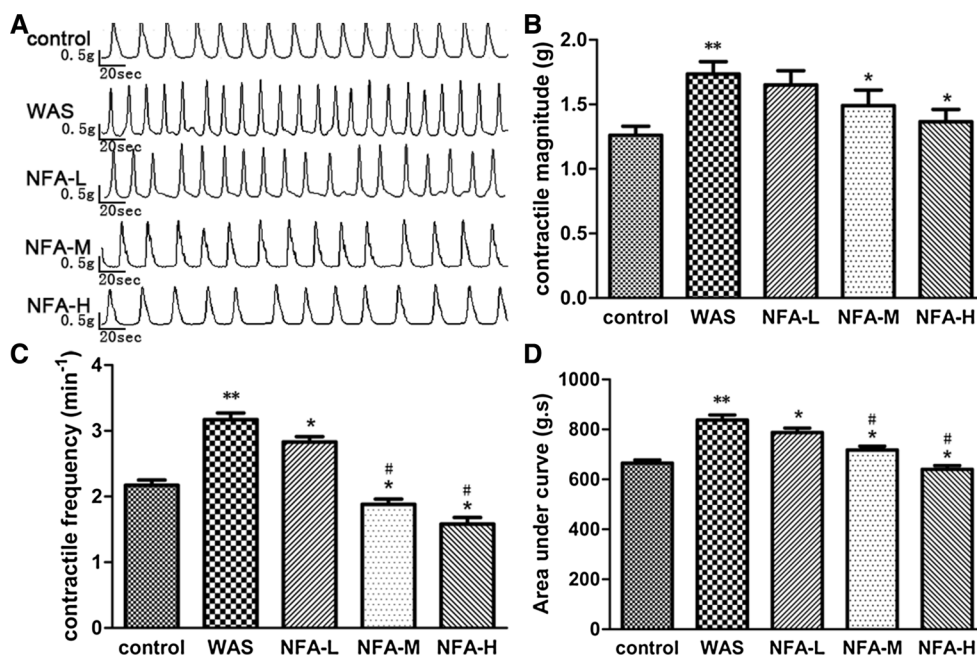 A
control
0.5g
20sec
WAS
0.5g
20sec
NFA-L
0.5g
20sec
NFA-M
0.5g
20sec
NFA-H
0.5g
20sec
B
contractile magnitude (g)
2.0
1.5
1.0
0.5
0.0
**
*
*
control WAS NFA-L NFA-M NFA-H
C
contractile frequency (min⁻¹)
4
3
2
1
0
**
*
#
*
#
*
control WAS NFA-L NFA-M NFA-H
D
Area under curve (g.s)
1000
800
600
400
200
0
**
*
#
*
#
*
control WAS NFA-L NFA-M NFA-H